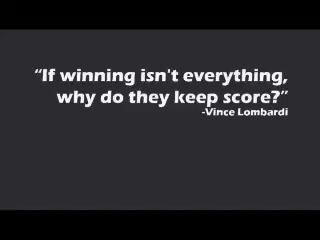 “If winning isn't everything,
why do they keep score?”
-Vince Lombardi